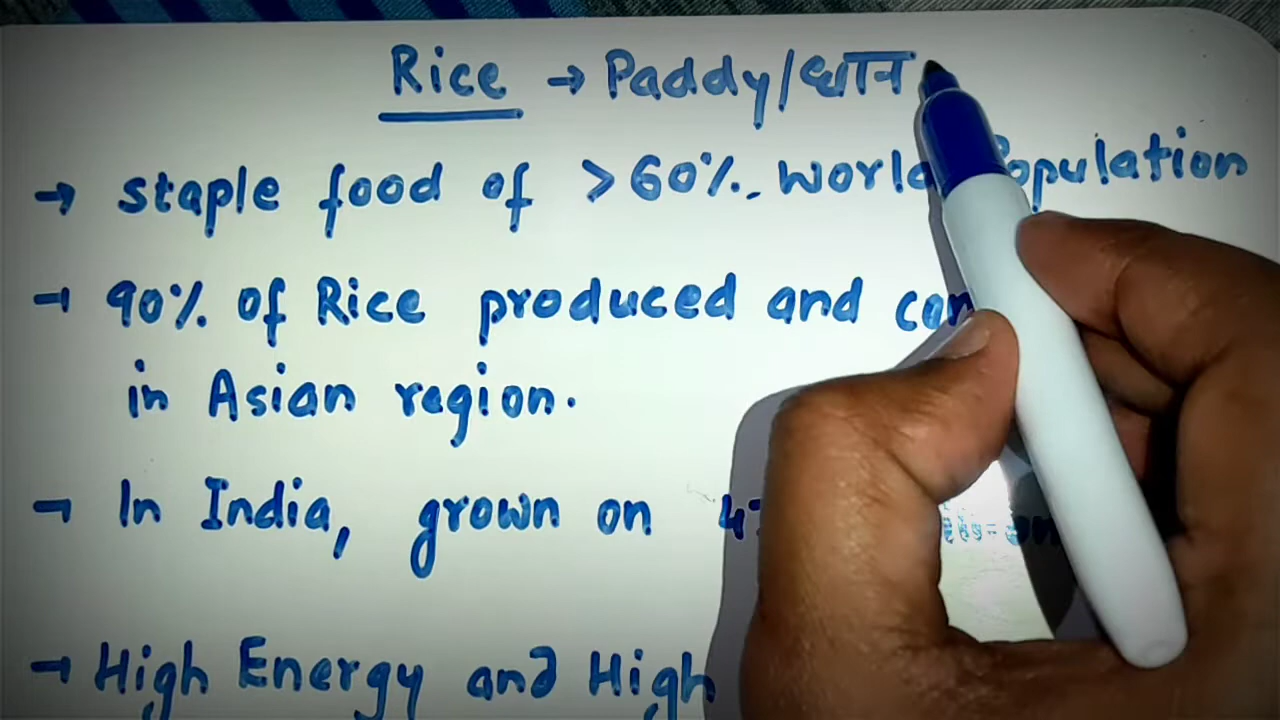 Rice → Paddy/धान
→ staple food of >60% world Population
→ 90% of Rice produced and
in Asian region.
→ In India, grown on
→ High Energy and High